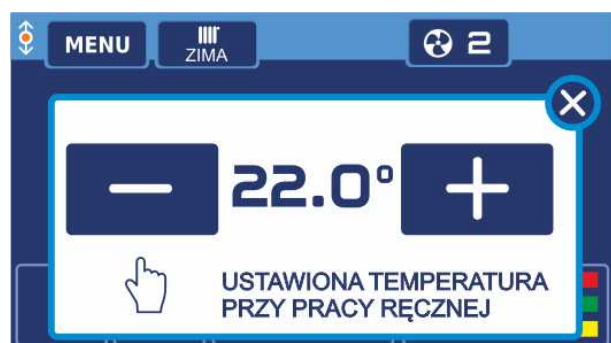 MENU
ZIMA
2
22.0°
USTAWIONA TEMPERATURA
PRZY PRACY RĘCZNEJ